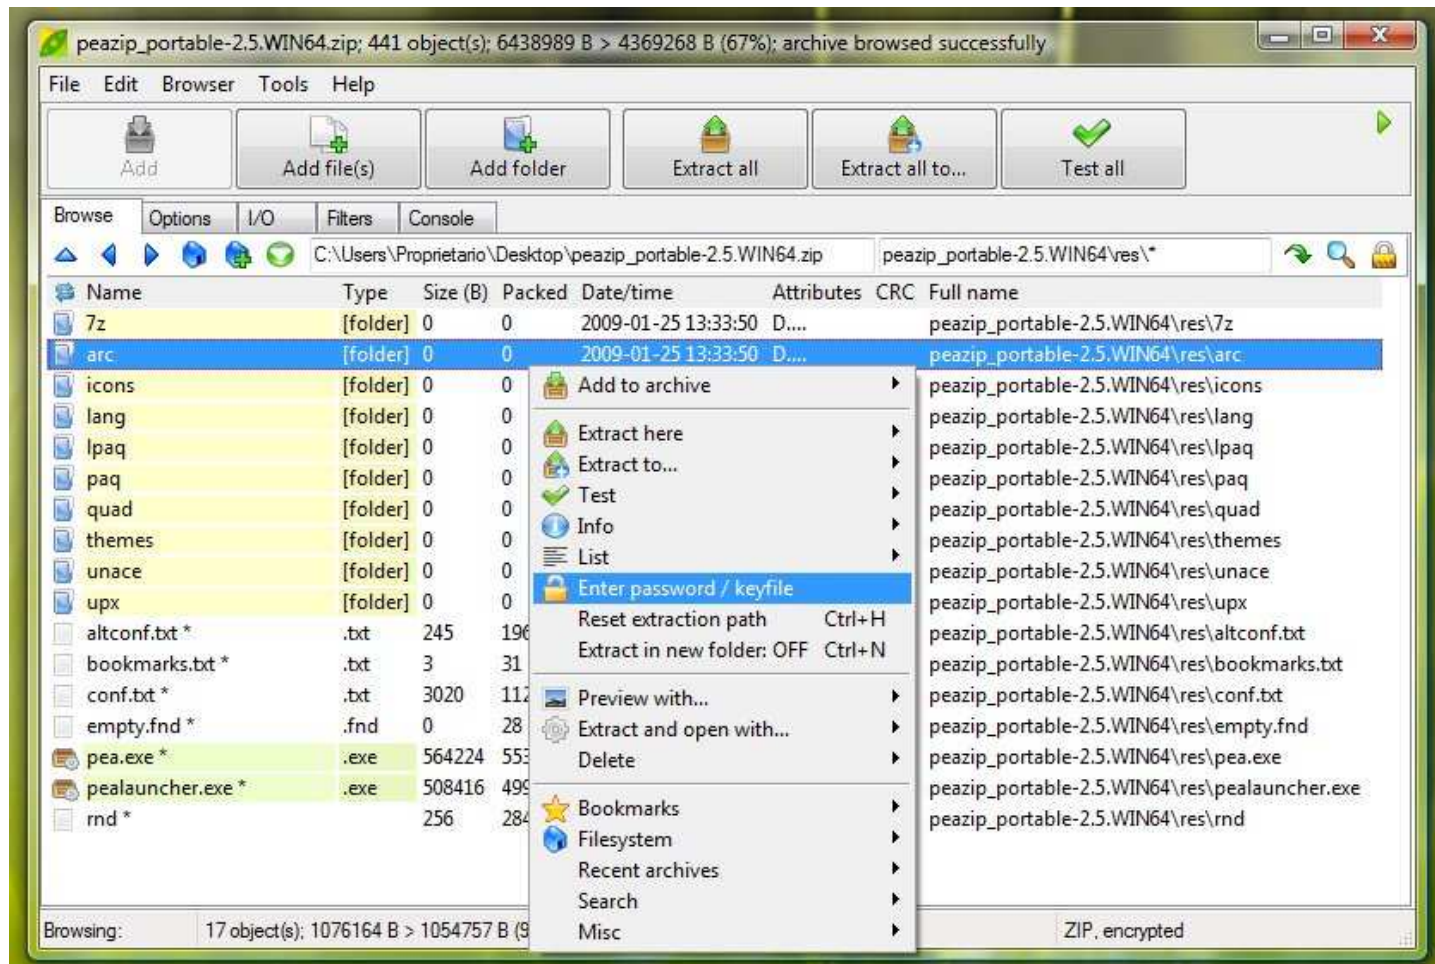 peazip_portable-2.5.WIN64.zip; 441 object(s); 6438989 B > 4369268 B (67%); archive browsed successfully
File Edit Browser Tools Help
Add Add file(s) Add folder Extract all Extract all to... Test all
Browse Options I/O Filters Console
C:\Users\Proprietario\Desktop\peazip_portable-2.5.WIN64.zip peazip_portable-2.5.WIN64\res\*
Name Type Size (B) Packed Date/time Attributes CRC Full name
7z [folder] 0 0 2009-01-25 13:33:50 D.... peazip_portable-2.5.WIN64\res\7z
arc [folder] 0 0 2009-01-25 13:33:50 D.... peazip_portable-2.5.WIN64\res\arc
icons [folder] 0 0 Add to archive peazip_portable-2.5.WIN64\res\icons
lang [folder] 0 0 peazip_portable-2.5.WIN64\res\lang
Extract here
lpaq [folder] 0 0 peazip_portable-2.5.WIN64\res\lpaq
Extract to...
paq [folder] 0 0 peazip_portable-2.5.WIN64\res\paq
Test
quad [folder] 0 0 peazip_portable-2.5.WIN64\res\quad
Info
themes [folder] 0 0 peazip_portable-2.5.WIN64\res\themes
List
unace [folder] 0 0 peazip_portable-2.5.WIN64\res\unace
Enter password / keyfile
upx [folder] 0 0 peazip_portable-2.5.WIN64\res\upx
Reset extraction path Ctrl+H
altconf.txt * .txt 245 196 peazip_portable-2.5.WIN64\res\altconf.txt
Extract in new folder: OFF Ctrl+N
bookmarks.txt * .txt 3 31 peazip_portable-2.5.WIN64\res\bookmarks.txt
conf.txt * .txt 3020 112 Preview with... peazip_portable-2.5.WIN64\res\conf.txt
empty.fnd * .fnd 0 28 Extract and open with... peazip_portable-2.5.WIN64\res\empty.fnd
pea.exe * .exe 564224 553 Delete peazip_portable-2.5.WIN64\res\pea.exe
pealauncher.exe * .exe 508416 499 peazip_portable-2.5.WIN64\res\pealauncher.exe
Bookmarks
rnd * 256 284 peazip_portable-2.5.WIN64\res\rnd
Filesystem
Recent archives
Search
Browsing: 17 object(s); 1076164 B > 1054757 B (9 Misc ZIP, encrypted